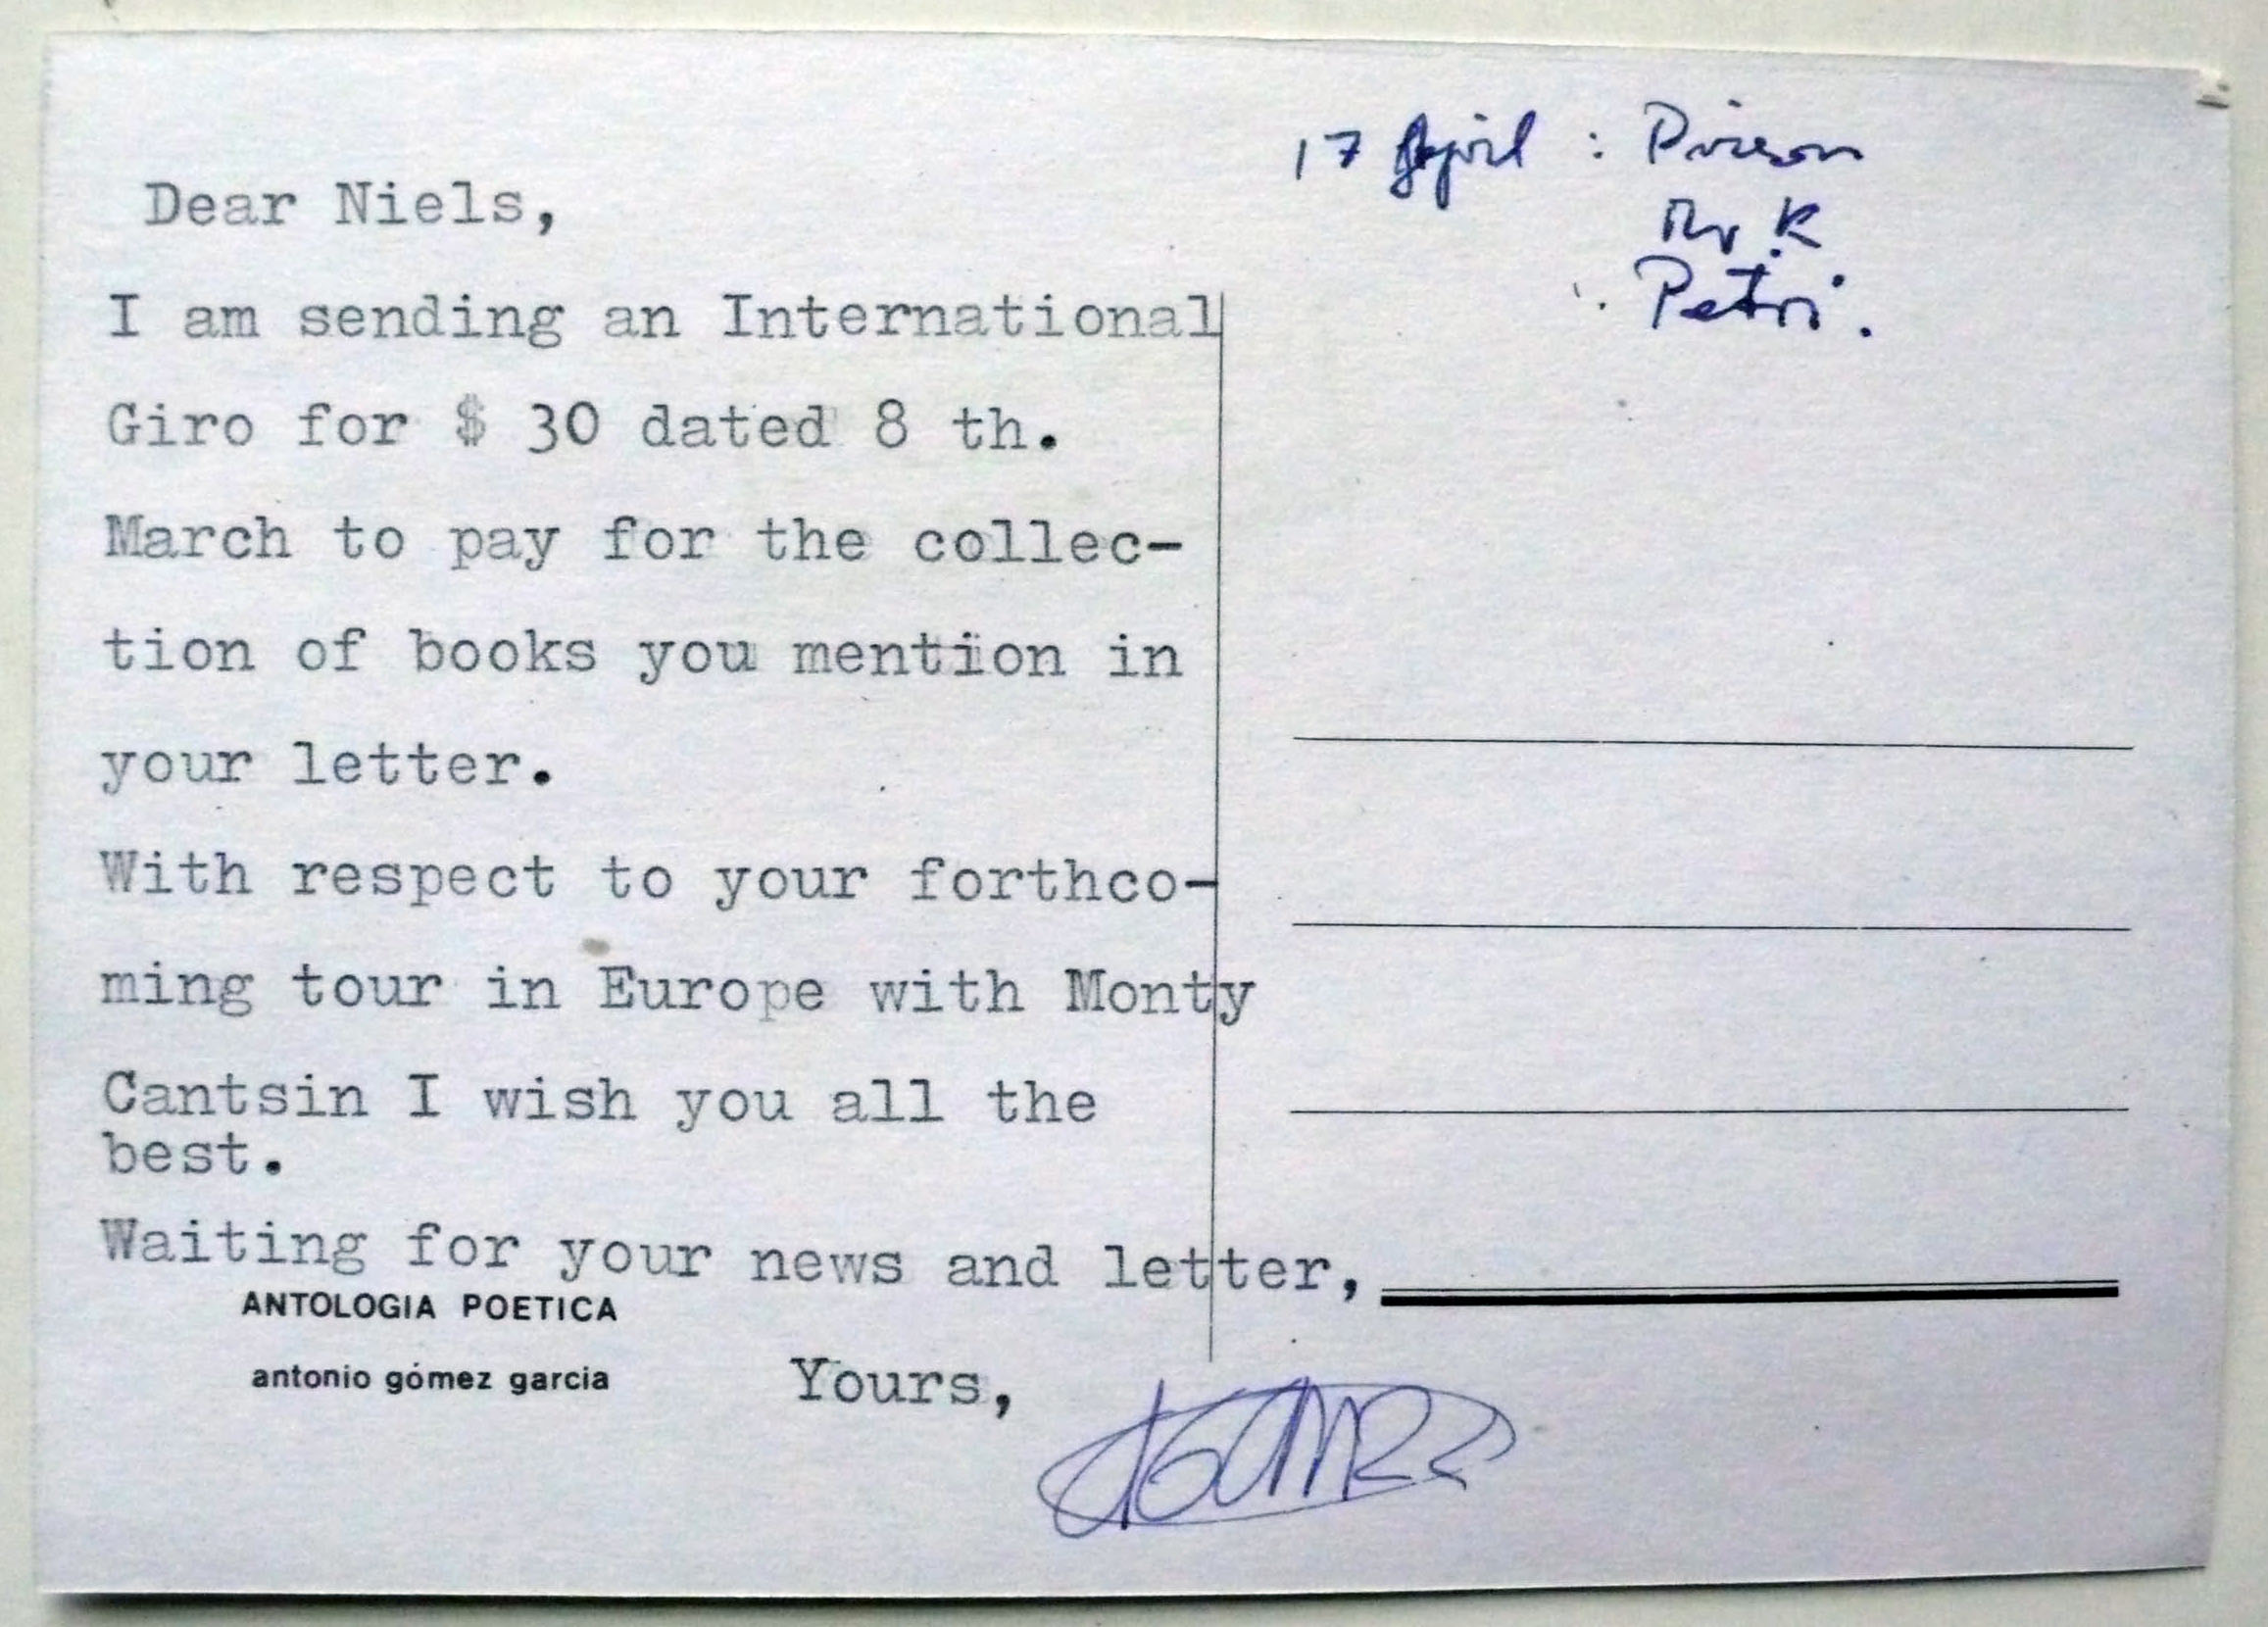 Dear Niels,
I am sending an International
Giro for $ 30 dated 8 th.
March to pay for the collec-
tion of books you mention in
your letter.
With respect to your forthco-
ming tour in Europe with Monty
Cantsin I wish you all the
best.
Waiting for your news and letter,
ANTOLOGIA POETICA
antonio gómez garcia
Yours,
17 April :
K
Petri.